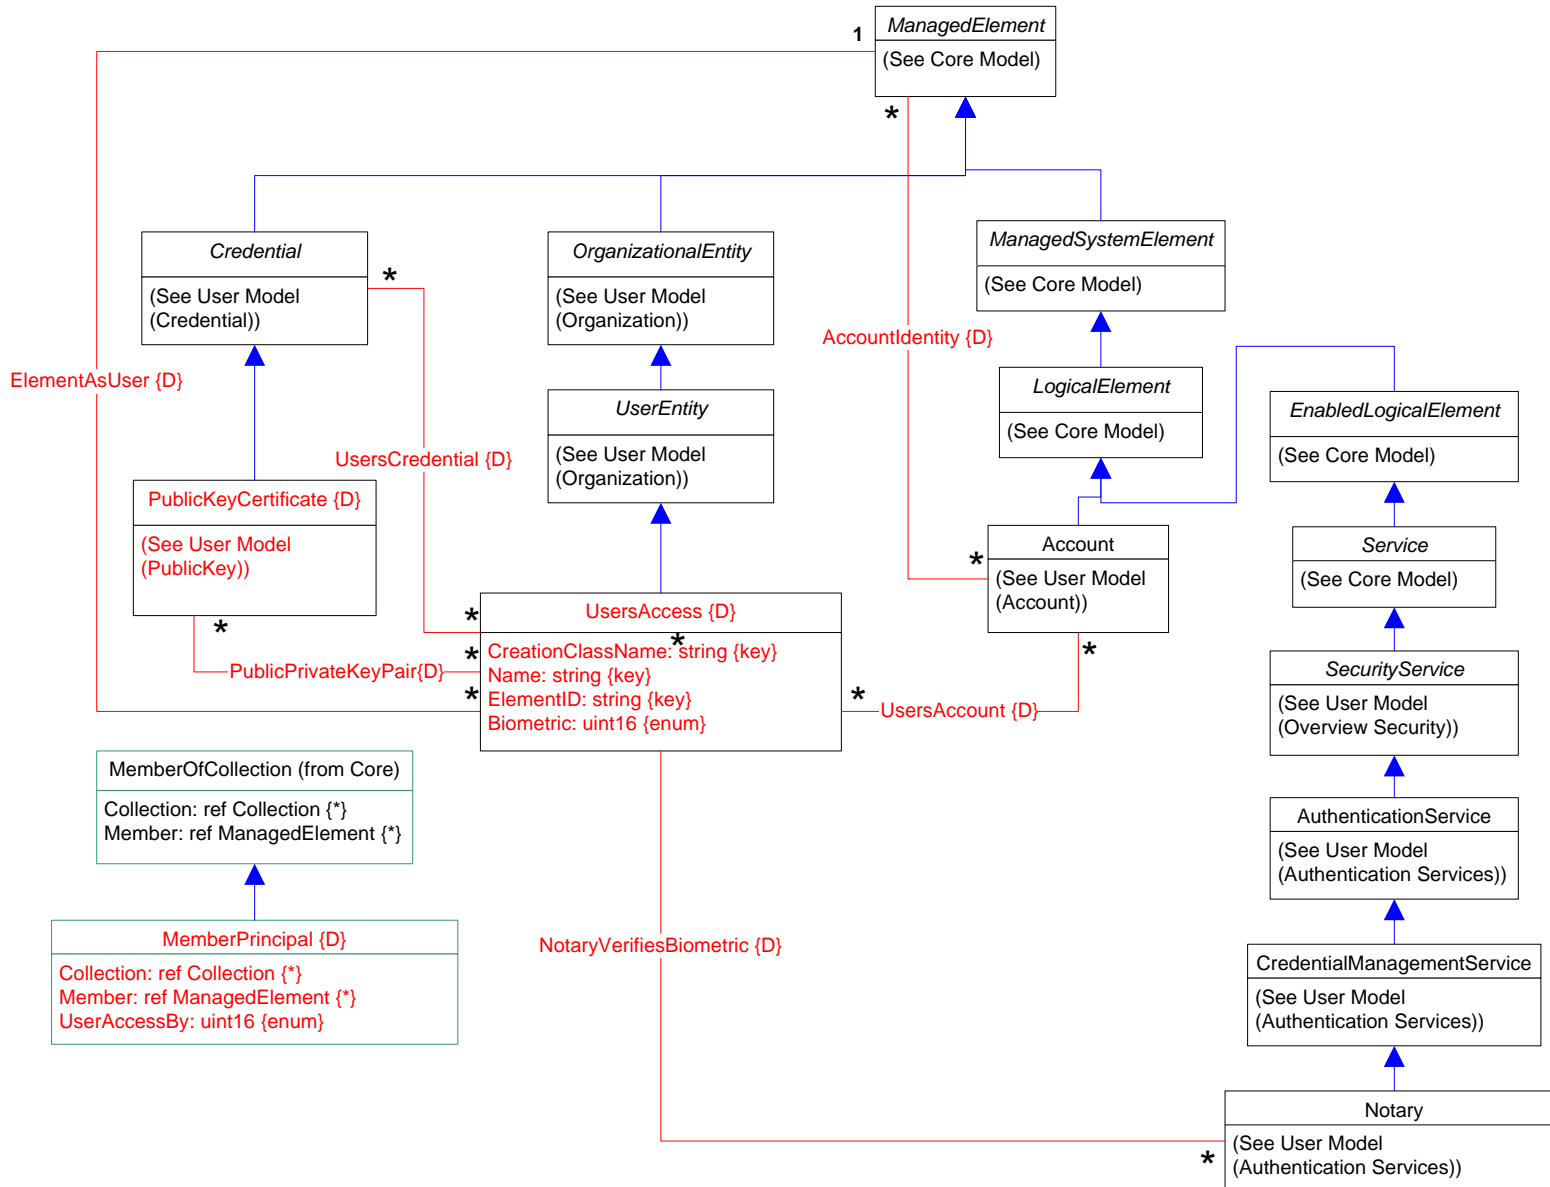 ManagedElement
(See Core Model)
1
*
Credential
(See User Model
(Credential))
*
OrganizationalEntity
(See User Model
(Organization))
ManagedSystemElement
(See Core Model)
AccountIdentity {D}
ElementAsUser {D}
UsersCredential {D}
UserEntity
(See User Model
(Organization))
LogicalElement
(See Core Model)
EnabledLogicalElement
(See Core Model)
PublicKeyCertificate {D}
(See User Model
(PublicKey))
*
Account
(See User Model
(Account))
*
*
Service
(See Core Model)
UsersAccess {D}
*
CreationClassName: string {key}
Name: string {key}
ElementID: string {key}
Biometric: uint16 {enum}
*
*
*
*
PublicPrivateKeyPair{D}
UsersAccount {D}
SecurityService
(See User Model
(Overview Security))
MemberOfCollection (from Core)
Collection: ref Collection {*}
Member: ref ManagedElement {*}
AuthenticationService
(See User Model
(Authentication Services))
MemberPrincipal {D}
Collection: ref Collection {*}
Member: ref ManagedElement {*}
UserAccessBy: uint16 {enum}
NotaryVerifiesBiometric {D}
CredentialManagementService
(See User Model
(Authentication Services))
Notary
(See User Model
(Authentication Services))
*